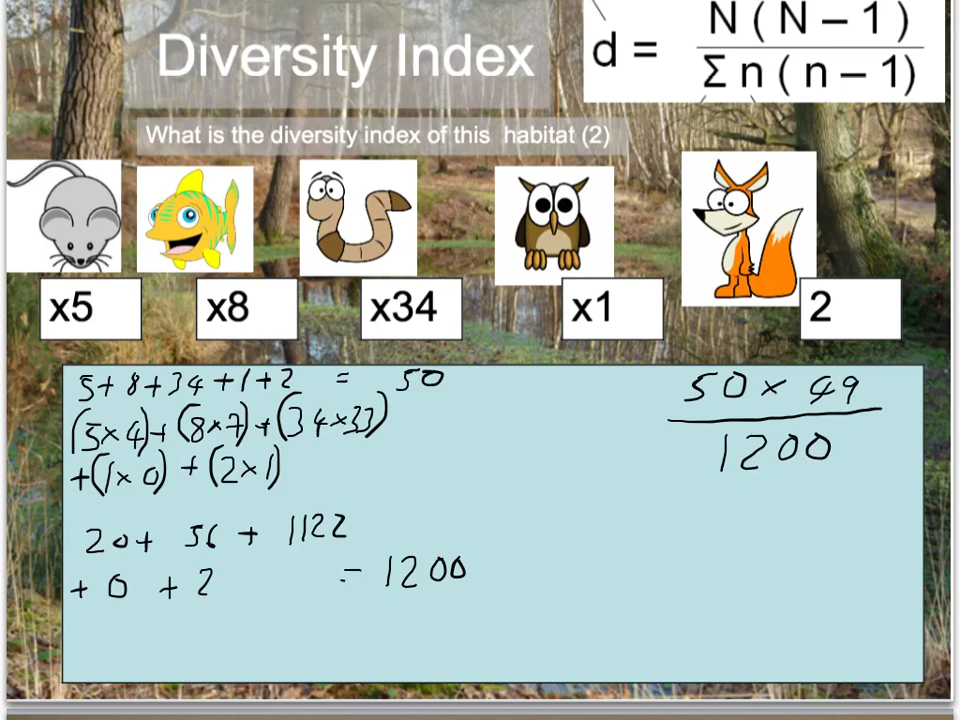 Diversity Index
d = N ( N – 1 )
Σ n ( n – 1)
What is the diversity index of this habitat (2)
x5 x8 x34 x1 2
5+ 8+34 +1+2 = 50
(5×4)+ (8×7)+(34×33)
+(1×0) + (2×1)
20+ 56 + 1122
+ 0 + 2 = 1200
50 × 49
1200